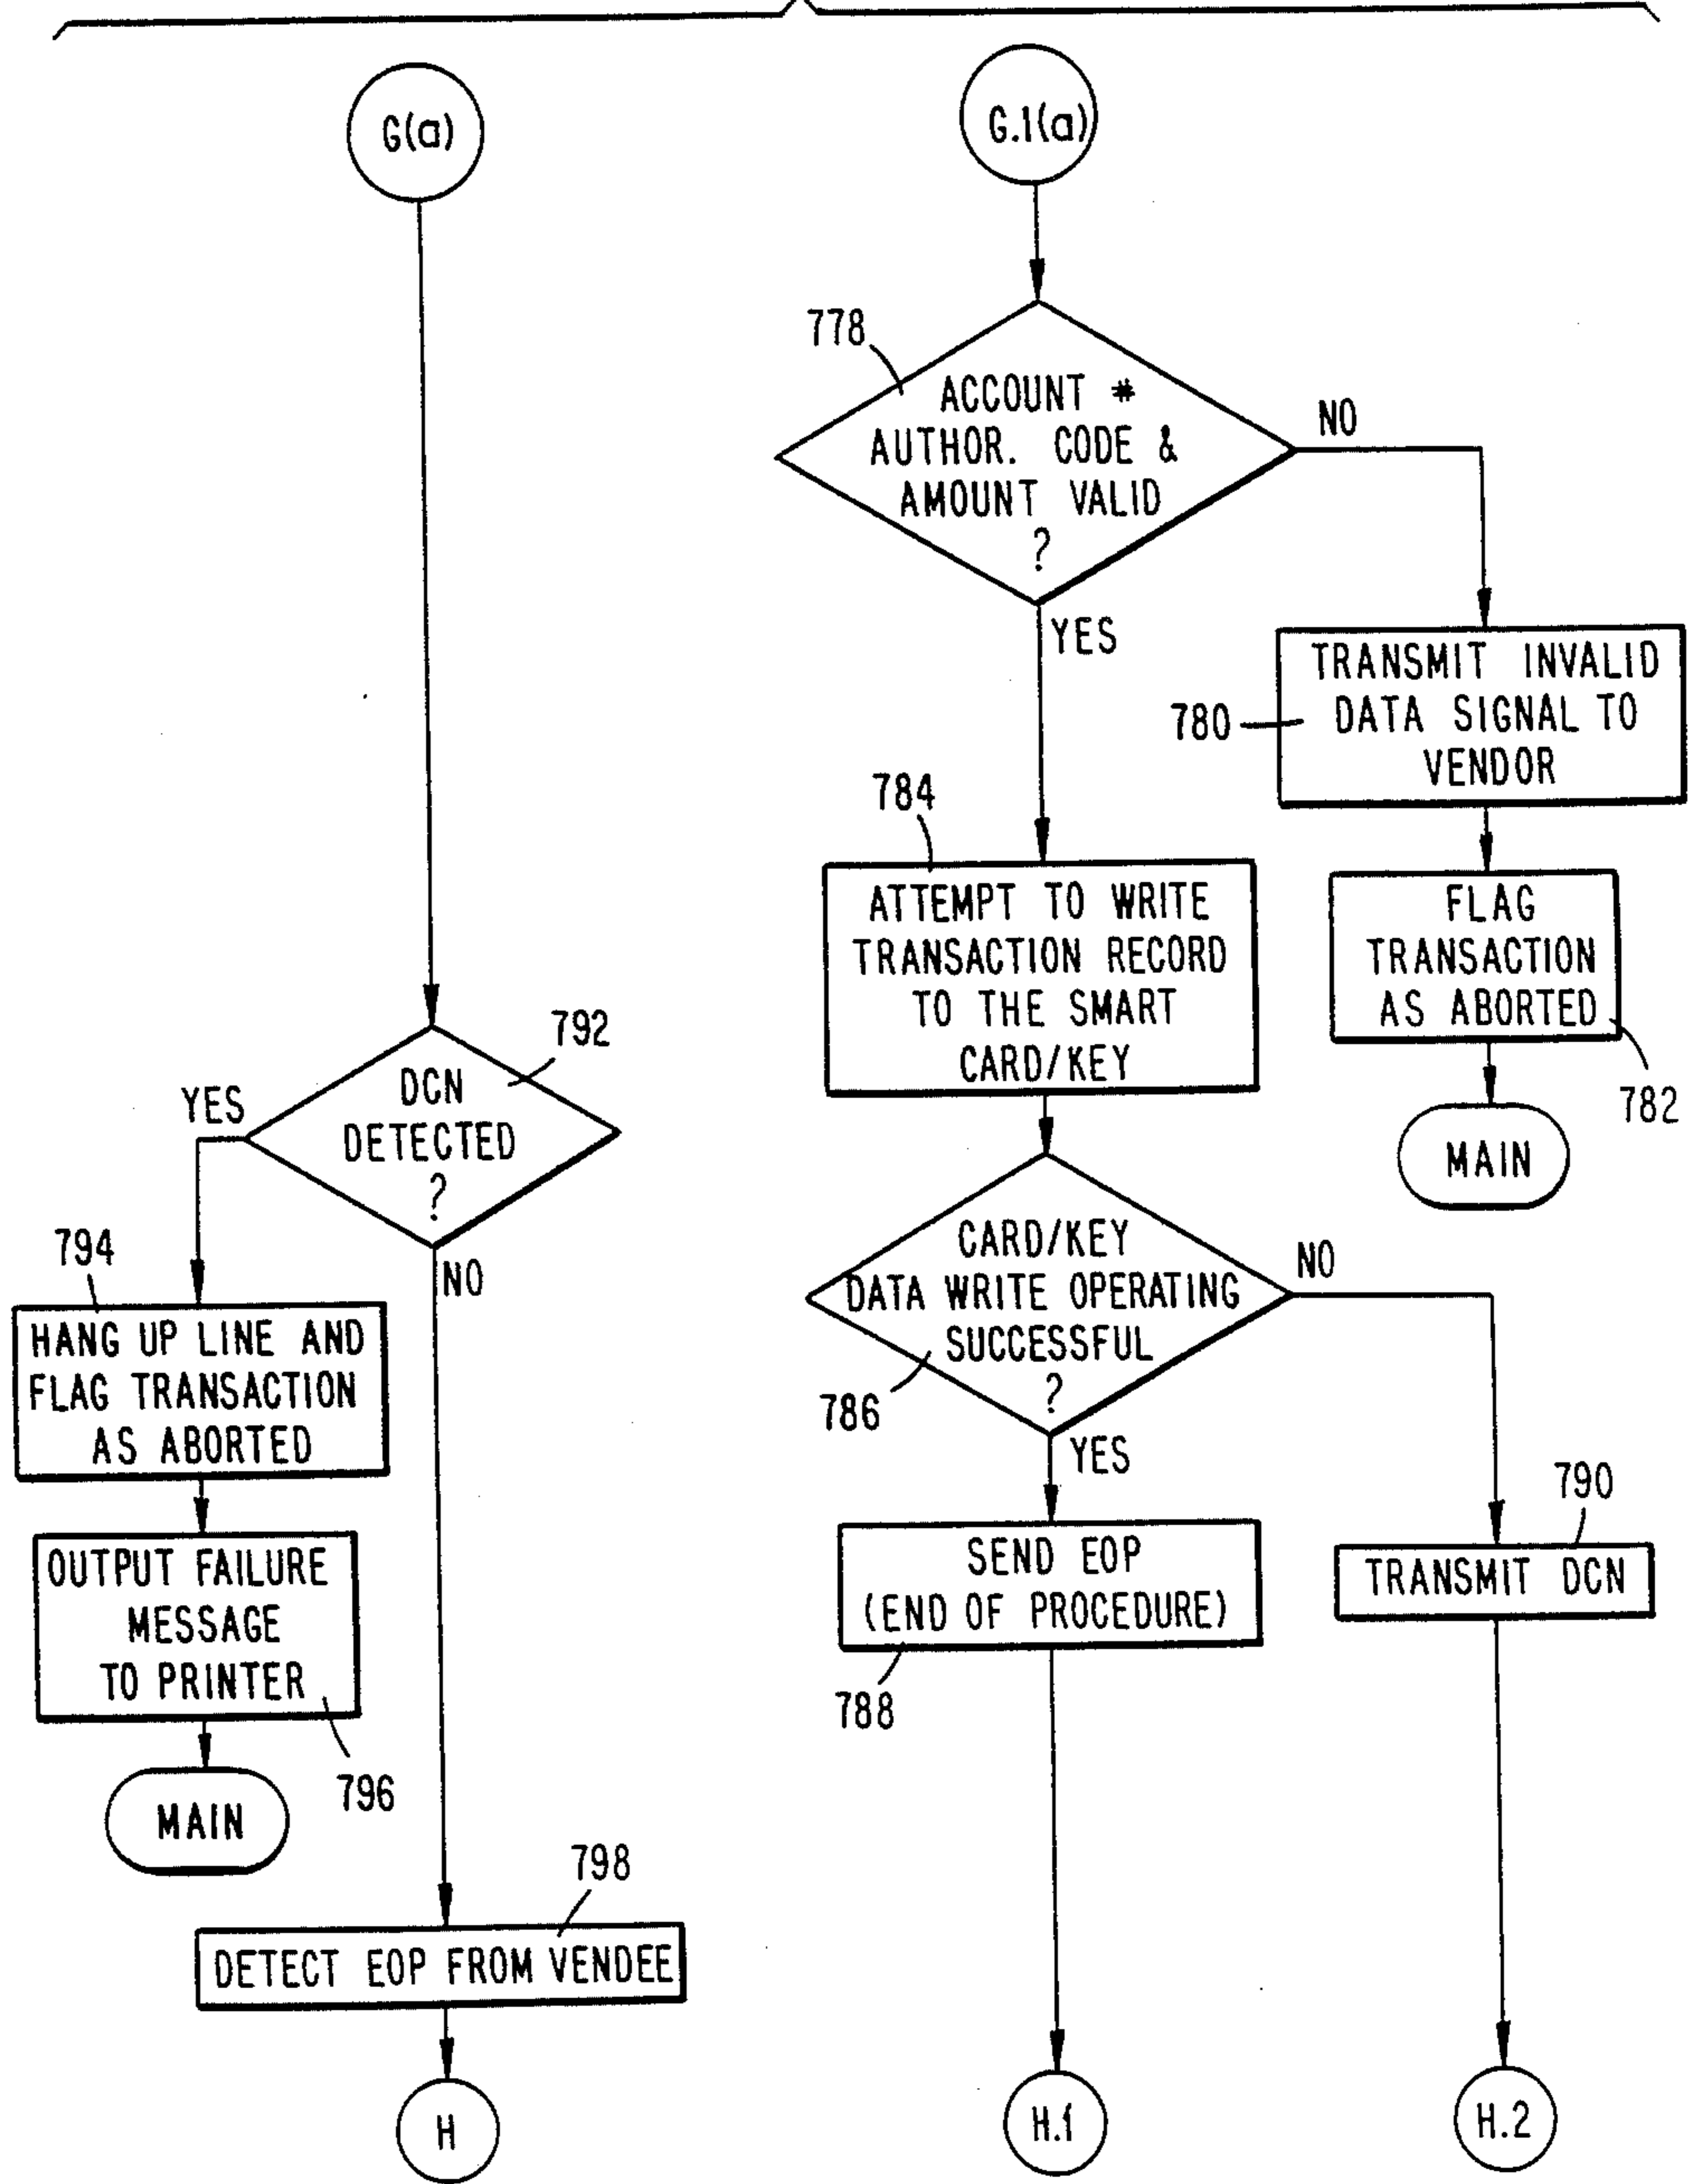 G(a)
G.1(a)
778
ACCOUNT #
AUTHOR. CODE &
AMOUNT VALID
?
NO
YES
TRANSMIT INVALID
DATA SIGNAL TO
VENDOR
780
784
ATTEMPT TO WRITE
TRANSACTION RECORD
TO THE SMART
CARD/KEY
FLAG
TRANSACTION
AS ABORTED
782
MAIN
792
DCN
DETECTED
?
YES
NO
794
HANG UP LINE AND
FLAG TRANSACTION
AS ABORTED
CARD/KEY
DATA WRITE OPERATING
SUCCESSFUL
?
NO
786
YES
790
TRANSMIT DCN
SEND EOP
(END OF PROCEDURE)
788
OUTPUT FAILURE
MESSAGE
TO PRINTER
796
MAIN
798
DETECT EOP FROM VENDEE
H
H.1
H.2